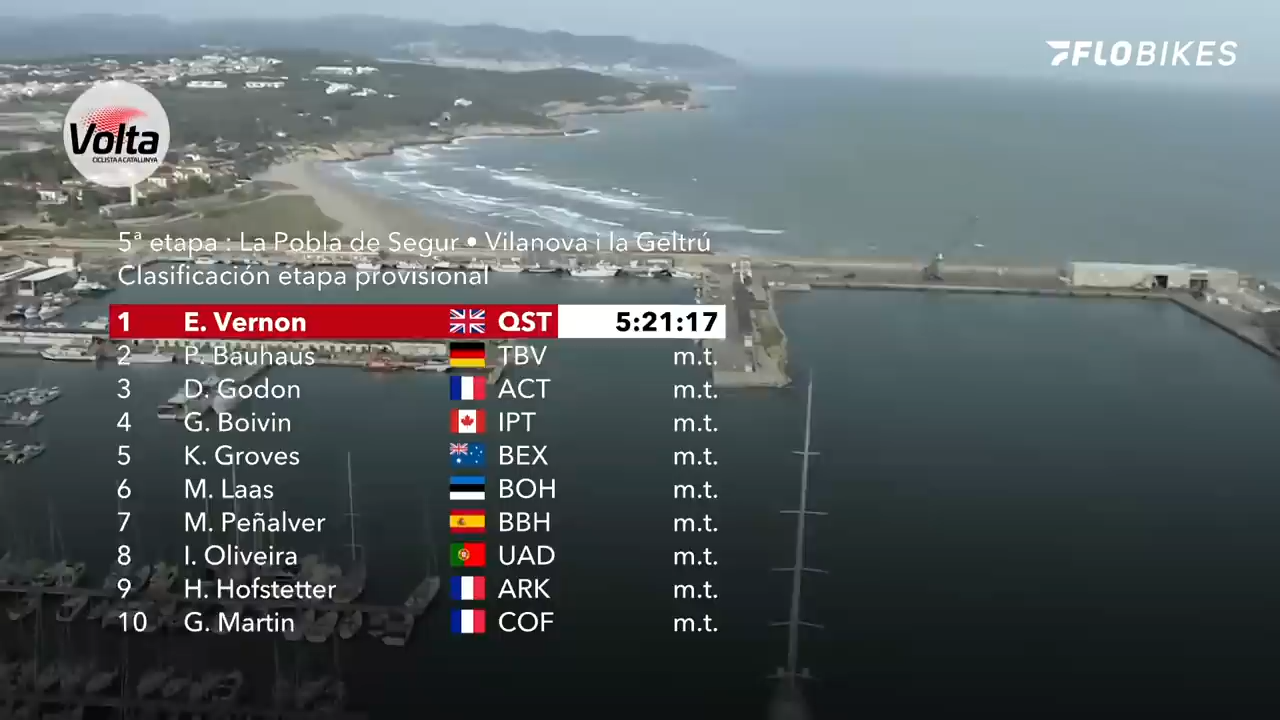 FLOBIKES
Volta
CICLISTA A CATALUNYA
5ª etapa : La Pobla de Segur • Vilanova i la Geltrú
Clasificación etapa provisional
1 E. Vernon QST 5:21:17
2 P. Bauhaus TBV m.t.
3 D. Godon ACT m.t.
4 G. Boivin IPT m.t.
5 K. Groves BEX m.t.
6 M. Laas BOH m.t.
7 M. Peñalver BBH m.t.
8 I. Oliveira UAD m.t.
9 H. Hofstetter ARK m.t.
10 G. Martin COF m.t.